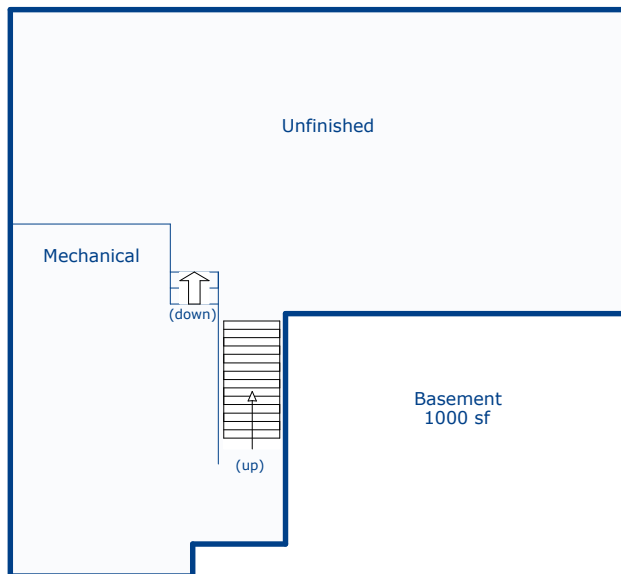 Unfinished
Mechanical
(down)
Basement
1000 sf
(up)